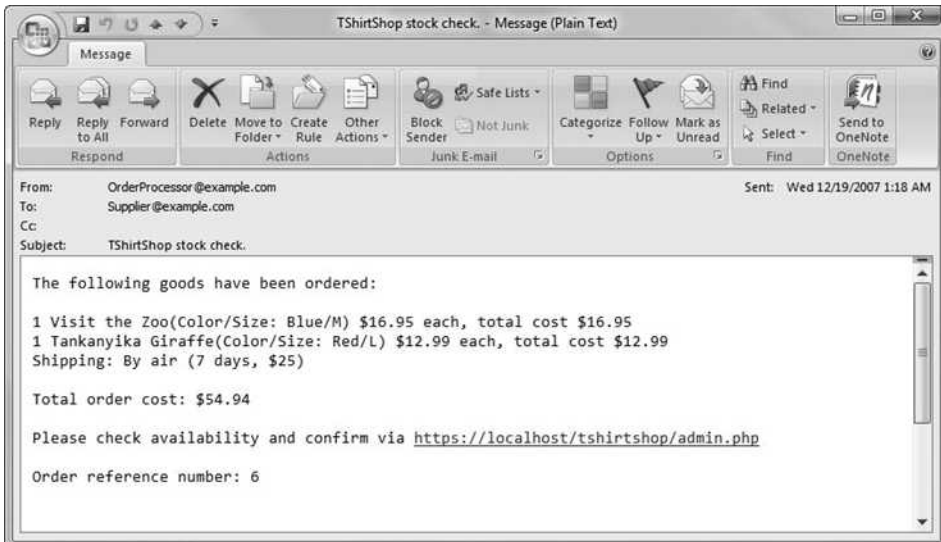 TShirtShop stock check. - Message (Plain Text)
Message
Reply
Reply to All
Forward
Respond
Delete
Move to Folder
Create Rule
Other Actions
Actions
Block Sender
Safe Lists
Not Junk
Junk E-mail
Categorize
Follow Up
Mark as Unread
Options
Find
Related
Select
Find
Send to OneNote
OneNote
From: OrderProcessor@example.com
Sent: Wed 12/19/2007 1:18 AM
To: Supplier@example.com
Cc:
Subject: TShirtShop stock check.
The following goods have been ordered:
1 Visit the Zoo(Color/Size: Blue/M) $16.95 each, total cost $16.95
1 Tankanyika Giraffe(Color/Size: Red/L) $12.99 each, total cost $12.99
Shipping: By air (7 days, $25)
Total order cost: $54.94
Please check availability and confirm via https://localhost/tshirtshop/admin.php
Order reference number: 6